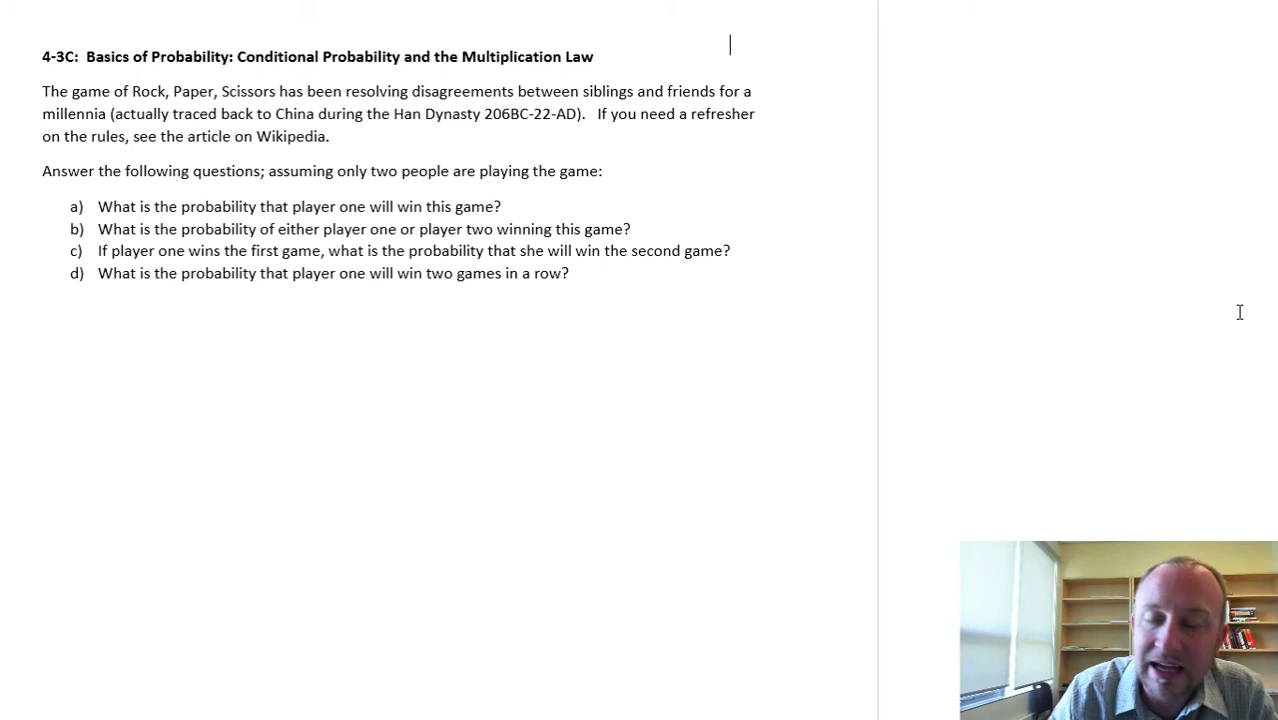 4-3C: Basics of Probability: Conditional Probability and the Multiplication Law
The game of Rock, Paper, Scissors has been resolving disagreements between siblings and friends for a
millennia (actually traced back to China during the Han Dynasty 206BC-22-AD). If you need a refresher
on the rules, see the article on Wikipedia.
Answer the following questions; assuming only two people are playing the game:
a) What is the probability that player one will win this game?
b) What is the probability of either player one or player two winning this game?
c) If player one wins the first game, what is the probability that she will win the second game?
d) What is the probability that player one will win two games in a row?